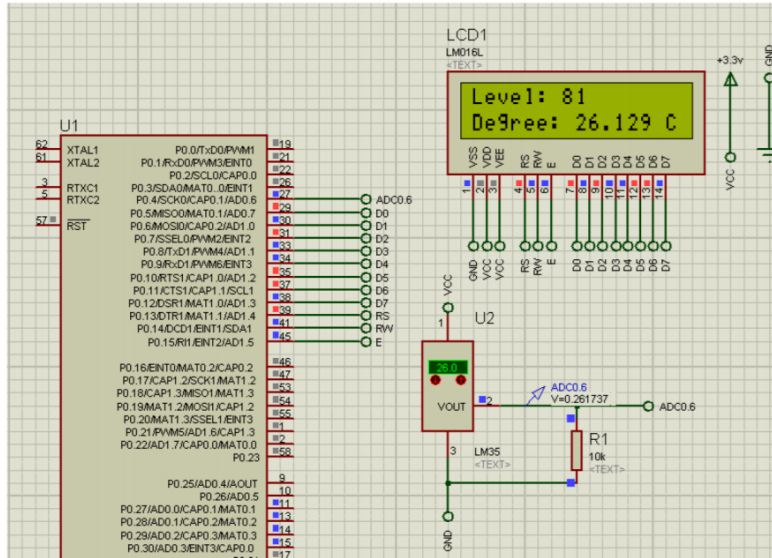 LCD1
LM016L
<TEXT>
+3.3v
GND
VCC
Level: 81
Degree: 26.129 C
VSS
VDD
VEE
RS
RW
E
D0
D1
D2
D3
D4
D5
D6
D7
1
2
3
4
5
6
7
8
9
10
11
12
13
14
GND
VCC
VCC
RS
RW
E
D0
D1
D2
D3
D4
D5
D6
D7
U1
62 XTAL1
61 XTAL2
3 RTXC1
5 RTXC2
57 RST
P0.0/TxD0/PWM1 19
P0.1/RxD0/PWM3/EINT0 21
P0.2/SCL0/CAP0.0 22
P0.3/SDA0/MAT0..0/EINT1 26
P0.4/SCK0/CAP0.1/AD0.6 27 ADC0.6
P0.5/MISO0/MAT0.1/AD0.7 29 D0
P0.6/MOSI0/CAP0.2/AD1.0 30 D1
P0.7/SSEL0/PWM2/EINT2 31 D2
P0.8/TxD1/PWM4/AD1.1 33 D3
P0.9/RxD1/PWM6/EINT3 34 D4
P0.10/RTS1/CAP1.0/AD1.2 35 D5
P0.11/CTS1/CAP1.1/SCL1 37 D6
P0.12/DSR1/MAT1.0/AD1.3 38 D7
P0.13/DTR1/MAT1.1/AD1.4 39 RS
P0.14/DCD1/EINT1/SDA1 41 RW
P0.15/RI1/EINT2/AD1.5 45 E
P0.16/EINT0/MAT0.2/CAP0.2 46
P0.17/CAP1.2/SCK1/MAT1.2 47
P0.18/CAP1.3/MISO1/MAT1.3 53
P0.19/MAT1.2/MOSI1/CAP1.2 54
P0.20/MAT1.3/SSEL1/EINT3 55
P0.21/PWM5/AD1.6/CAP1.3 1
P0.22/AD1.7/CAP0.0/MAT0.0 2
P0.23 58
P0.25/AD0.4/AOUT 9
P0.26/AD0.5 10
P0.27/AD0.0/CAP0.1/MAT0.1 11
P0.28/AD0.1/CAP0.2/MAT0.2 13
P0.29/AD0.2/CAP0.3/MAT0.3 14
P0.30/AD0.3/EINT3/CAP0.0 15
17
VCC
1
U2
26.0
VOUT
2
ADC0.6
V=0.261737
ADC0.6
3
LM35
<TEXT>
R1
10k
<TEXT>
GND